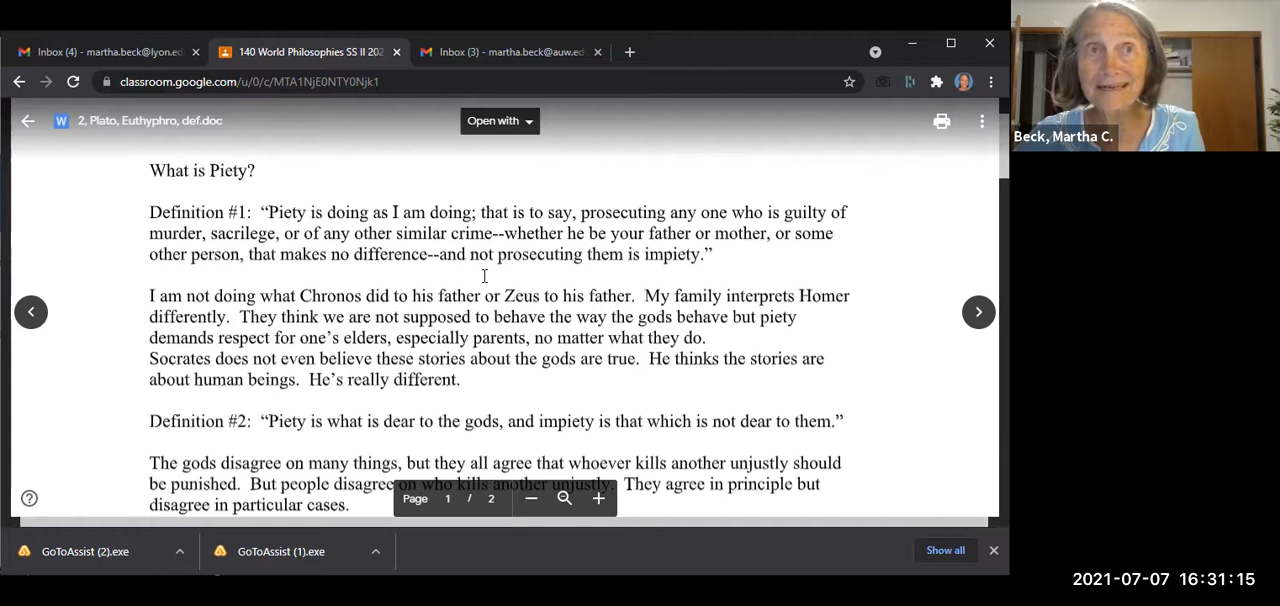 Inbox (4) - martha.beck@lyon.ed
140 World Philosophies SS II 202
Inbox (3) - martha.beck@auw.ed
classroom.google.com/u/0/c/MTA1NjE0NTY0Njk1
W 2, Plato, Euthyphro, def.doc
Open with
Beck, Martha C.
What is Piety?
Definition #1: “Piety is doing as I am doing; that is to say, prosecuting any one who is guilty of
murder, sacrilege, or of any other similar crime--whether he be your father or mother, or some
other person, that makes no difference--and not prosecuting them is impiety.”
I am not doing what Chronos did to his father or Zeus to his father. My family interprets Homer
differently. They think we are not supposed to behave the way the gods behave but piety
demands respect for one’s elders, especially parents, no matter what they do.
Socrates does not even believe these stories about the gods are true. He thinks the stories are
about human beings. He’s really different.
Definition #2: “Piety is what is dear to the gods, and impiety is that which is not dear to them.”
The gods disagree on many things, but they all agree that whoever kills another unjustly should
be punished. But people disagree on who kills another unjustly. They agree in principle but
disagree in particular cases.
Page 1 / 2
GoToAssist (2).exe
GoToAssist (1).exe
Show all
2021-07-07 16:31:15